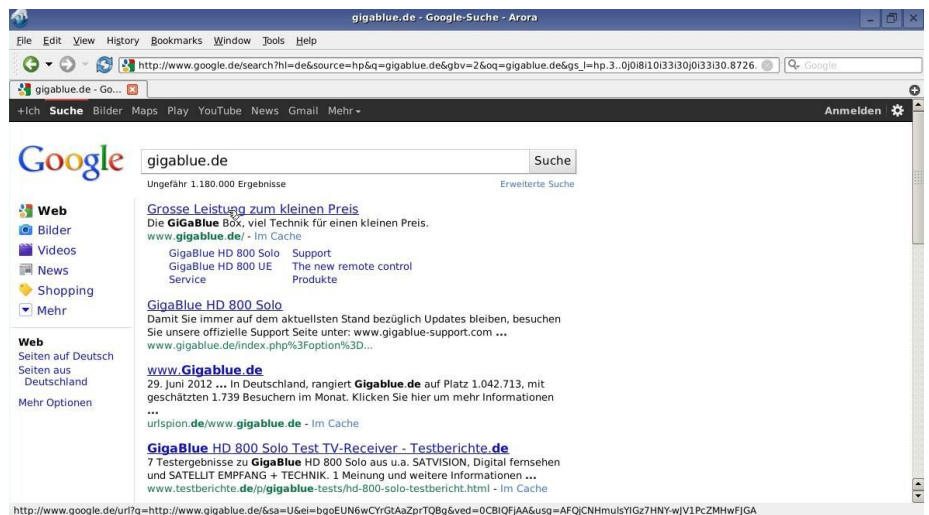 gigablue.de - Google-Suche - Arora
File Edit View History Bookmarks Window Tools Help
http://www.google.de/search?hl=de&source=hp&q=gigablue.de&gbv=2&oq=gigablue.de&gs_l=hp.3..0j0i8i10i33i30j0i33i30.8726. Google
gigablue.de - Go...
+Ich Suche Bilder Maps Play YouTube News Gmail Mehr Anmelden
Google gigablue.de Suche
Ungefähr 1.180.000 Ergebnisse Erweiterte Suche
Web
Bilder
Videos
News
Shopping
Mehr
Web
Seiten auf Deutsch
Seiten aus
Deutschland
Mehr Optionen
Grosse Leistung zum kleinen Preis
Die GiGaBlue Box, viel Technik für einen kleinen Preis.
www.gigablue.de/ - Im Cache
GigaBlue HD 800 Solo Support
GigaBlue HD 800 UE The new remote control
Service Produkte
GigaBlue HD 800 Solo
Damit Sie immer auf dem aktuellsten Stand bezüglich Updates bleiben, besuchen
Sie unsere offizielle Support Seite unter: www.gigablue-support.com ...
www.gigablue.de/index.php%3Foption%3D...
www.Gigablue.de
29. Juni 2012 ... In Deutschland, rangiert Gigablue.de auf Platz 1.042.713, mit
geschätzten 1.739 Besuchern im Monat. Klicken Sie hier um mehr Informationen
...
urlspion.de/www.gigablue.de - Im Cache
GigaBlue HD 800 Solo Test TV-Receiver - Testberichte.de
7 Testergebnisse zu GigaBlue HD 800 Solo aus u.a. SATVISION, Digital fernsehen
und SATELLIT EMPFANG + TECHNIK. 1 Meinung und weitere Informationen ...
www.testberichte.de/p/gigablue-tests/hd-800-solo-testbericht.html - Im Cache
http://www.google.de/url?q=http://www.gigablue.de/&sa=U&ei=bgoEUN6wCYrGtAaZprTQBg&ved=0CBIQFjAA&usg=AFQjCNHmulsYIGz7HNY-wJV1PcZMHwFJGA